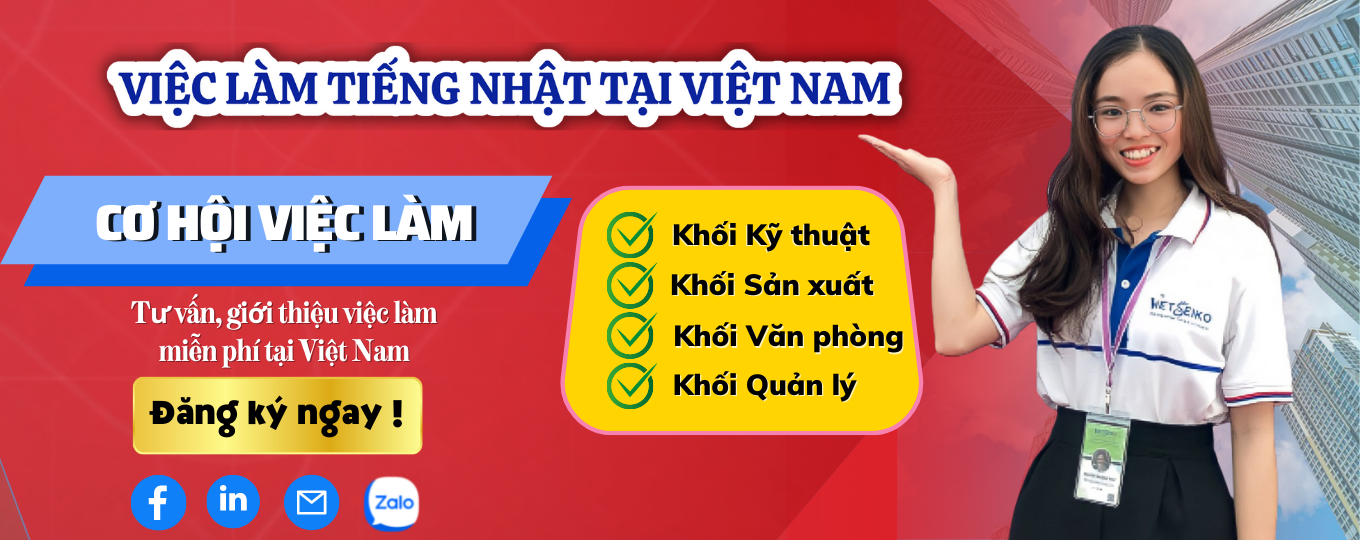 VIỆC LÀM TIẾNG NHẬT TẠI VIỆT NAM
CƠ HỘI VIỆC LÀM
Tư vấn, giới thiệu việc làm
miễn phí tại Việt Nam
Đăng ký ngay !
f
in
Zalo
Khối Kỹ thuật
Khối Sản xuất
Khối Văn phòng
Khối Quản lý